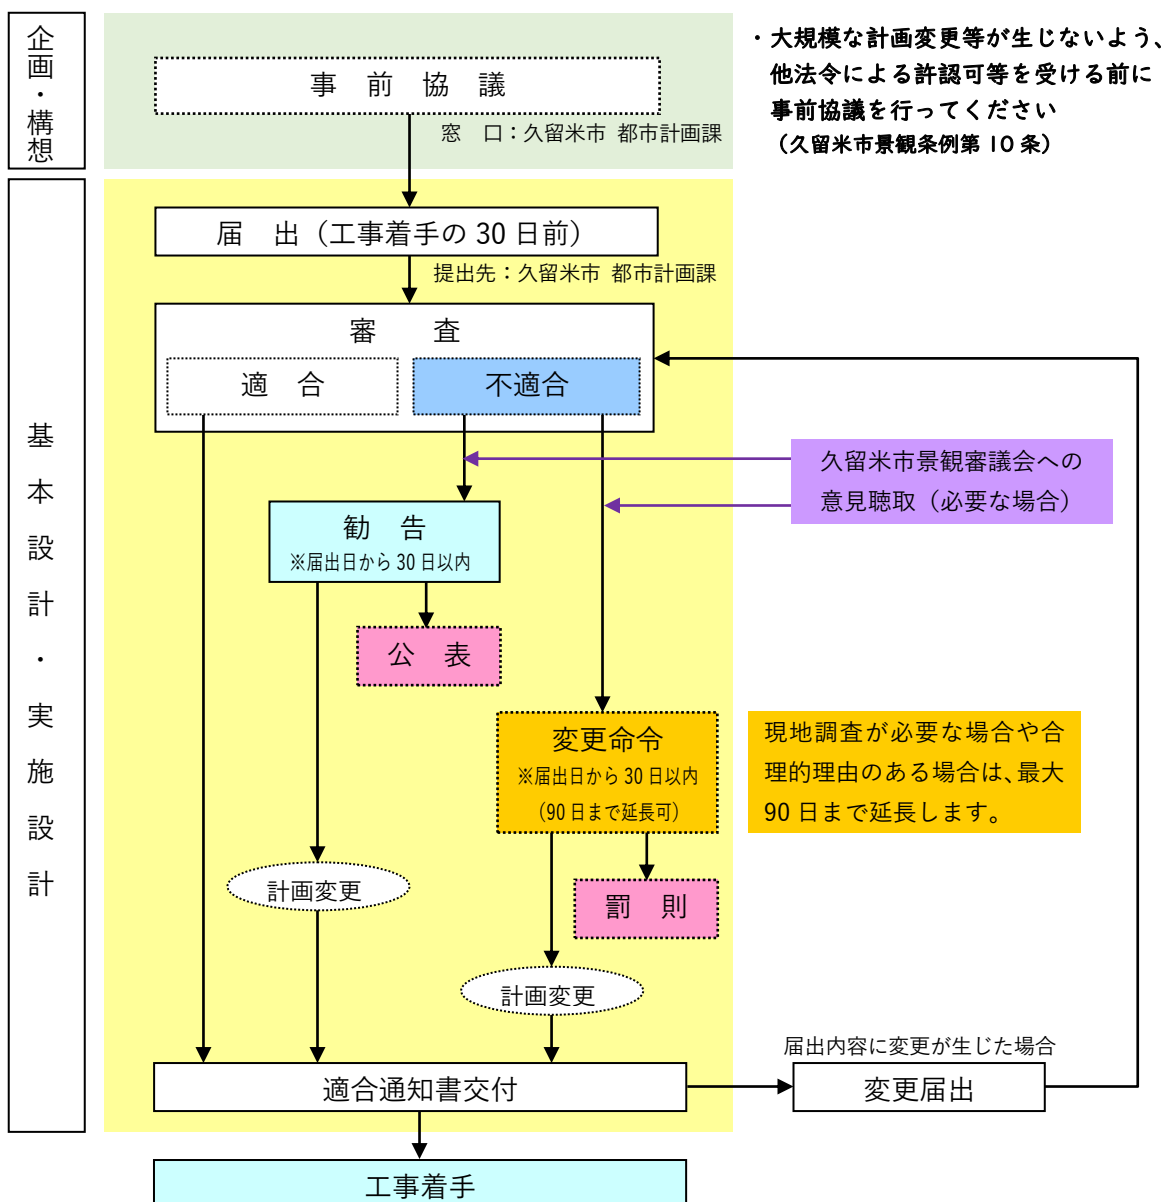 企画・構想
事前協議
窓　口：久留米市 都市計画課
・大規模な計画変更等が生じないよう、
他法令による許認可等を受ける前に
事前協議を行ってください
（久留米市景観条例第10条）
基本設計・実施設計
届　出（工事着手の30日前）
提出先：久留米市 都市計画課
審　査
適　合
不適合
久留米市景観審議会への
意見聴取（必要な場合）
勧　告
※届出日から30日以内
公　表
変更命令
※届出日から30日以内
（90日まで延長可）
現地調査が必要な場合や合
理的理由のある場合は、最大
90日まで延長します。
計画変更
罰　則
計画変更
届出内容に変更が生じた場合
適合通知書交付
変更届出
工事着手